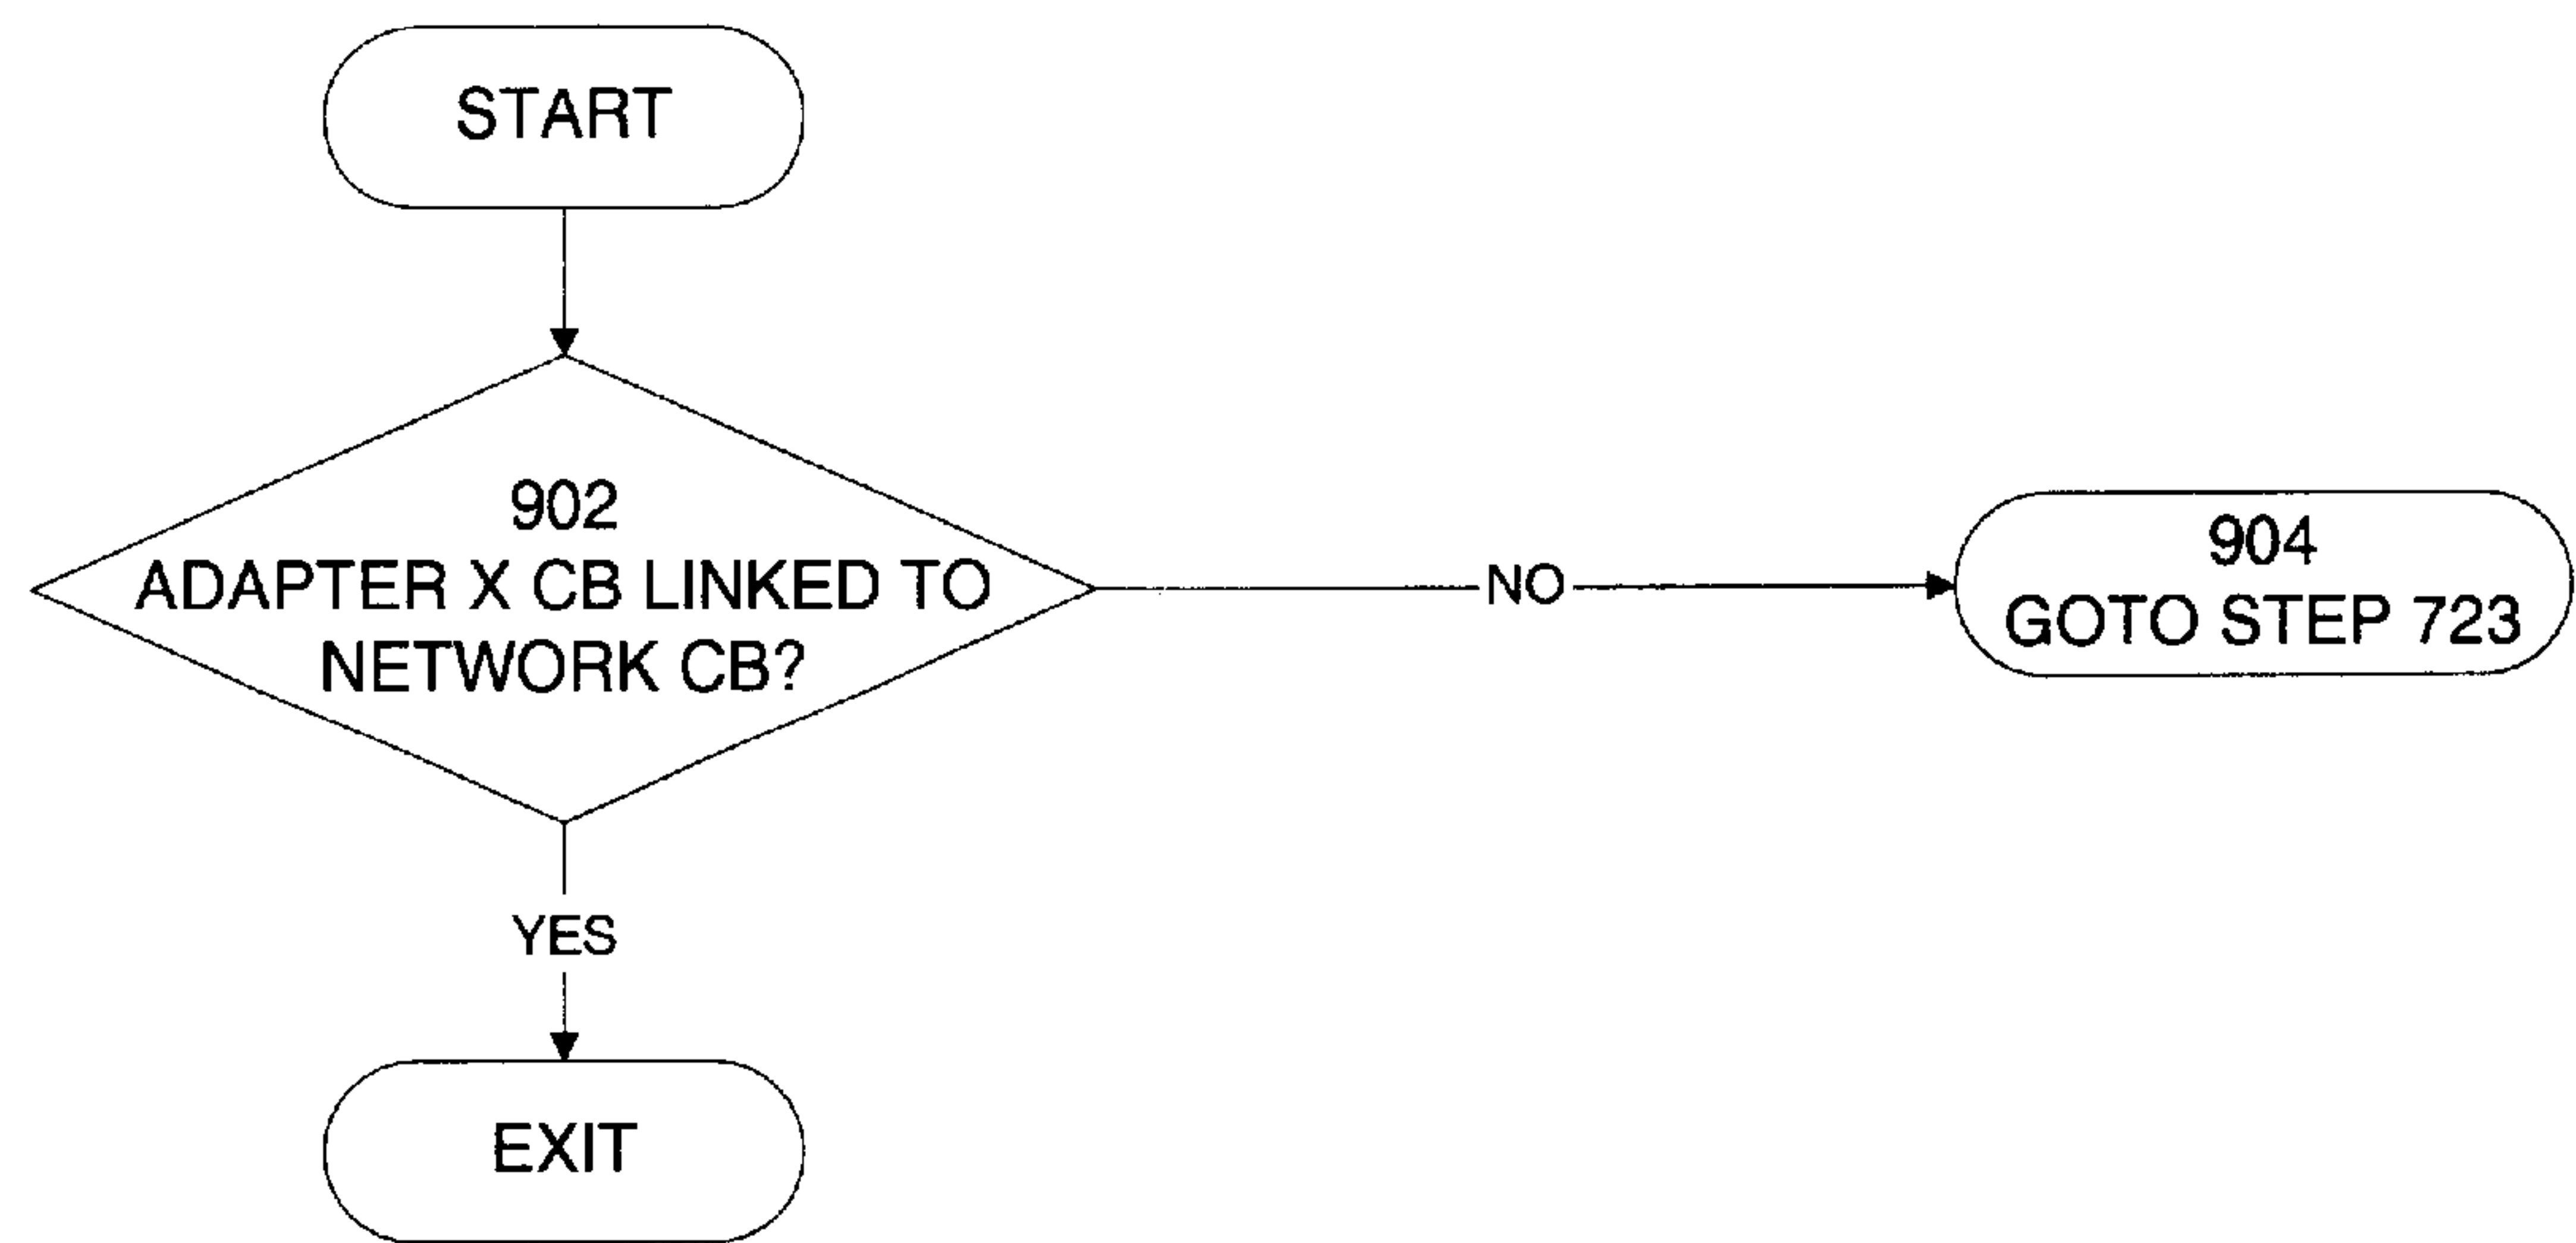 START
902
ADAPTER X CB LINKED TO
NETWORK CB?
NO
904
GOTO STEP 723
YES
EXIT